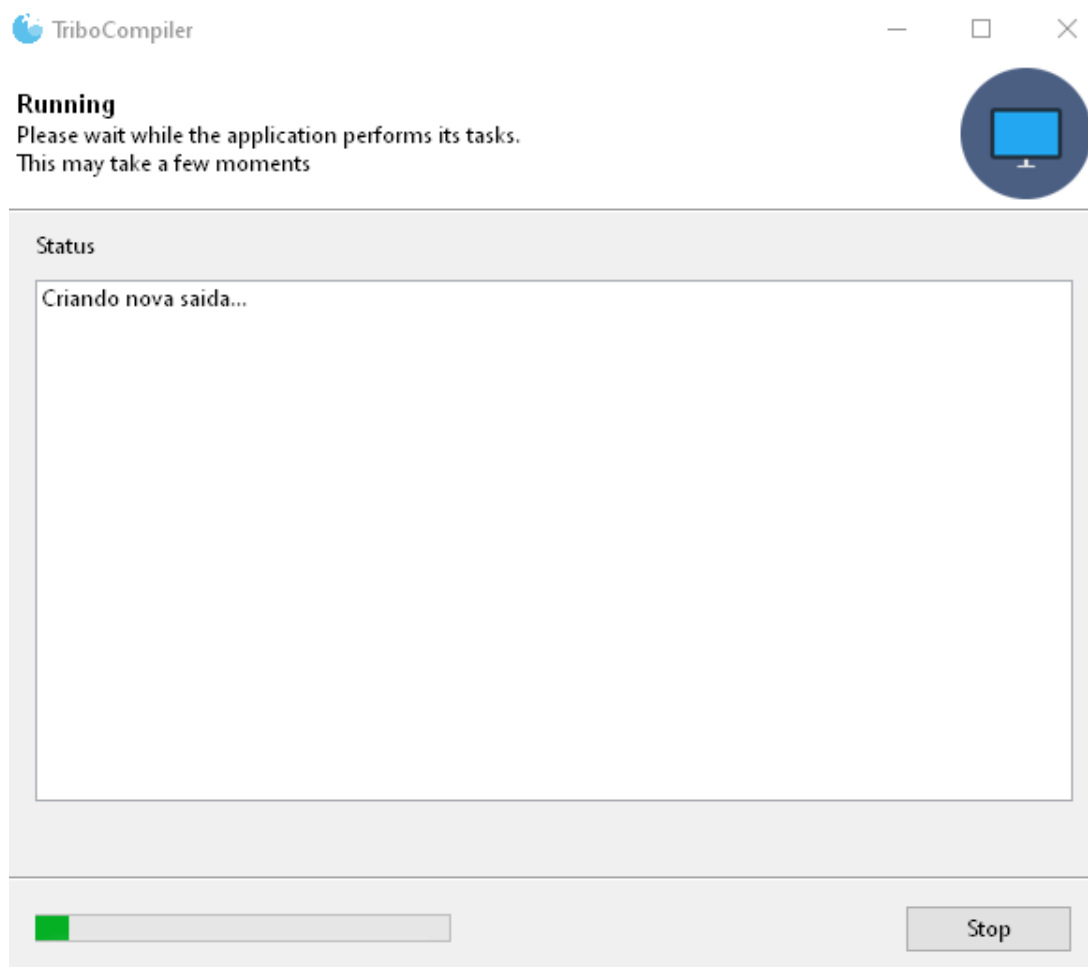 TriboCompiler
Running
Please wait while the application performs its tasks.
This may take a few moments
Status
Criando nova saida...
Stop